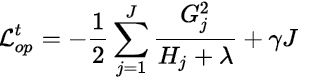 $\mathcal{L}_{op}^{t} = -\frac{1}{2} \sum_{j=1}^{J} \frac{G_j^2}{H_j + \lambda} + \gamma J$